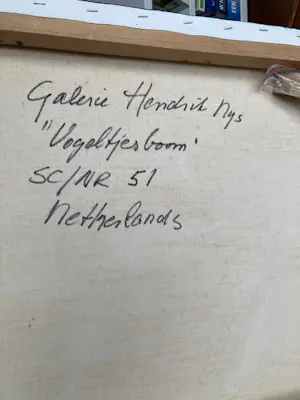 Galerie Hendrik Nys
"Vogeltjesboom"
SC/NR 51
Netherlands